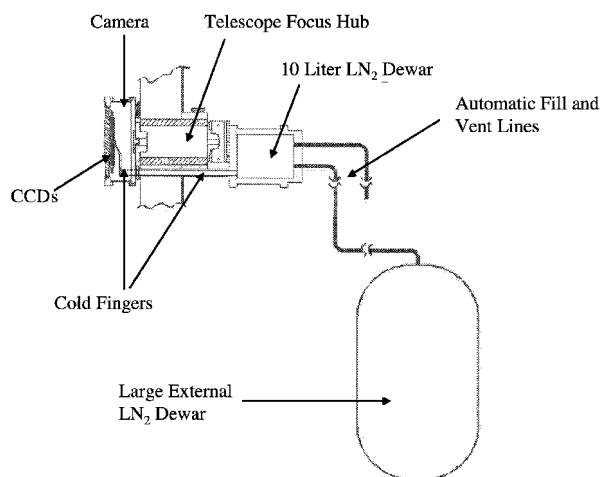 Camera
Telescope Focus Hub
10 Liter LN₂ Dewar
Automatic Fill and
Vent Lines
CCDs
Cold Fingers
Large External
LN₂ Dewar